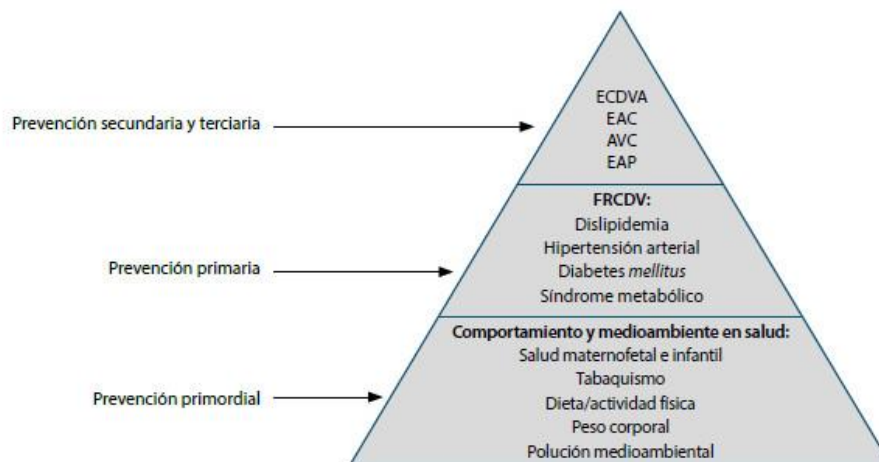 ECDVA
EAC
AVC
EAP
Prevención secundaria y terciaria
FRCDV:
Dislipidemia
Hipertensión arterial
Diabetes mellitus
Síndrome metabólico
Prevención primaria
Comportamiento y medioambiente en salud:
Salud maternofetal e infantil
Tabaquismo
Dieta/actividad física
Peso corporal
Polución medioambiental
Prevención primordial